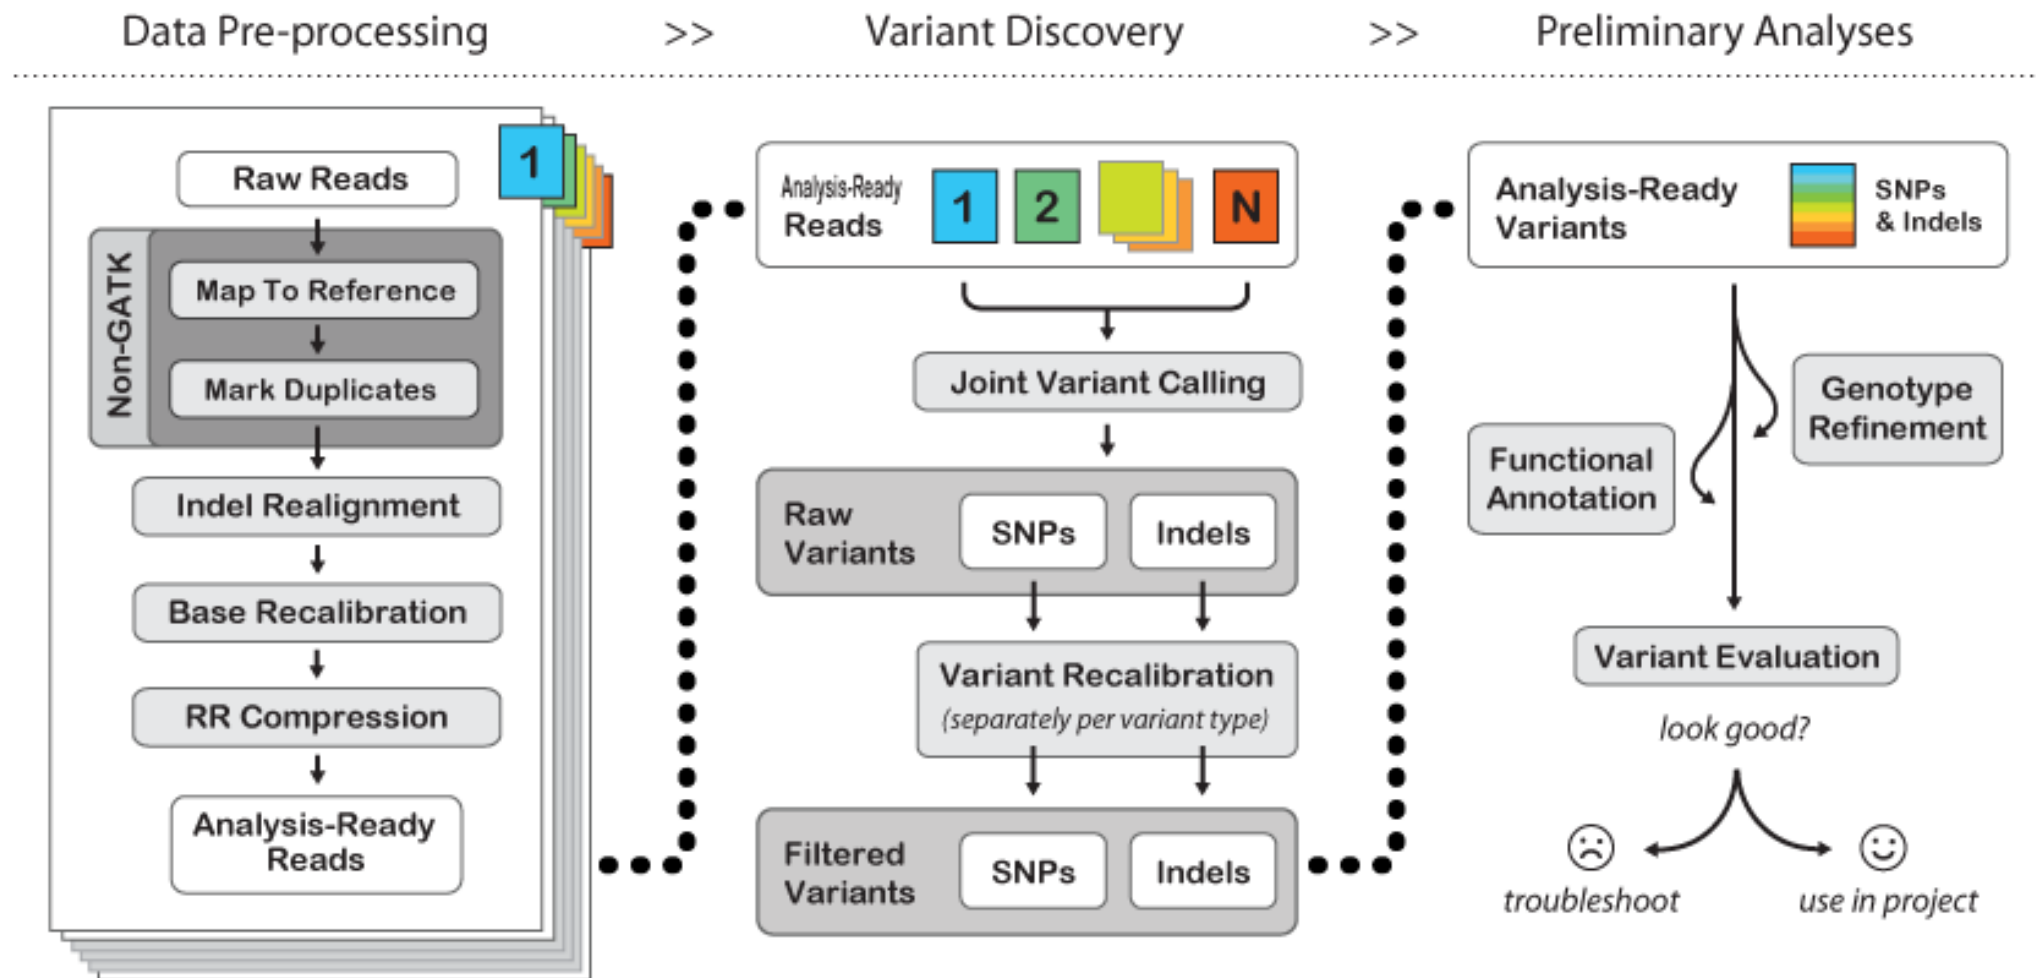 Data Pre-processing >> Variant Discovery >> Preliminary Analyses
1
Raw Reads
Non-GATK
Map To Reference
Mark Duplicates
Indel Realignment
Base Recalibration
RR Compression
Analysis-Ready
Reads
Analysis-Ready
Reads
1 2 N
Joint Variant Calling
Raw
Variants
SNPs Indels
Variant Recalibration
(separately per variant type)
Filtered
Variants
SNPs Indels
Analysis-Ready
Variants
SNPs
& Indels
Genotype
Refinement
Functional
Annotation
Variant Evaluation
look good?
troubleshoot use in project